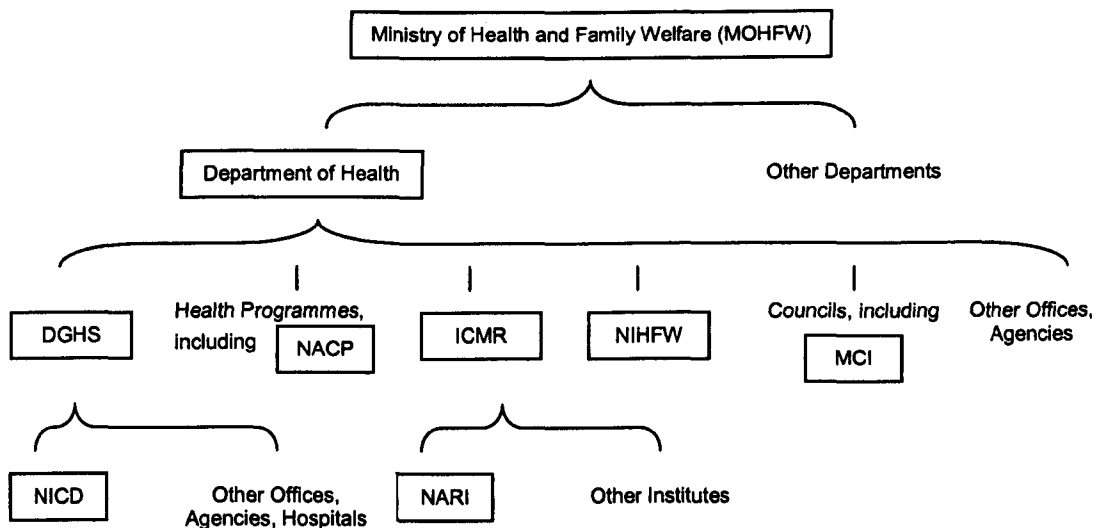 Ministry of Health and Family Welfare (MOHFW)
Department of Health
Other Departments
DGHS
Health Programmes,
including
NACP
ICMR
NIHFW
Councils, including
MCI
Other Offices,
Agencies
NICD
Other Offices,
Agencies, Hospitals
NARI
Other Institutes